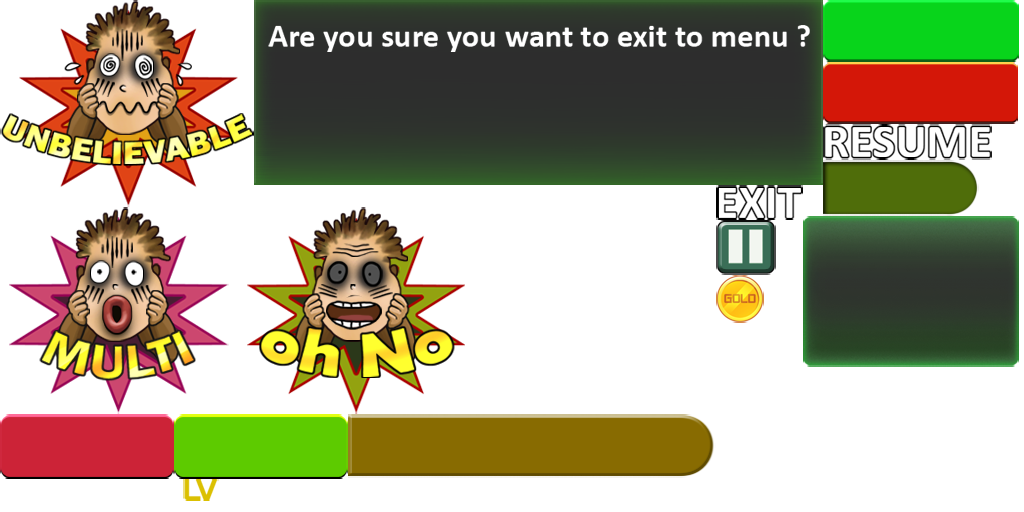 Are you sure you want to exit to menu ?
UNBELIEVABLE
RESUME
EXIT
GOLD
MULTI
oh No
LV